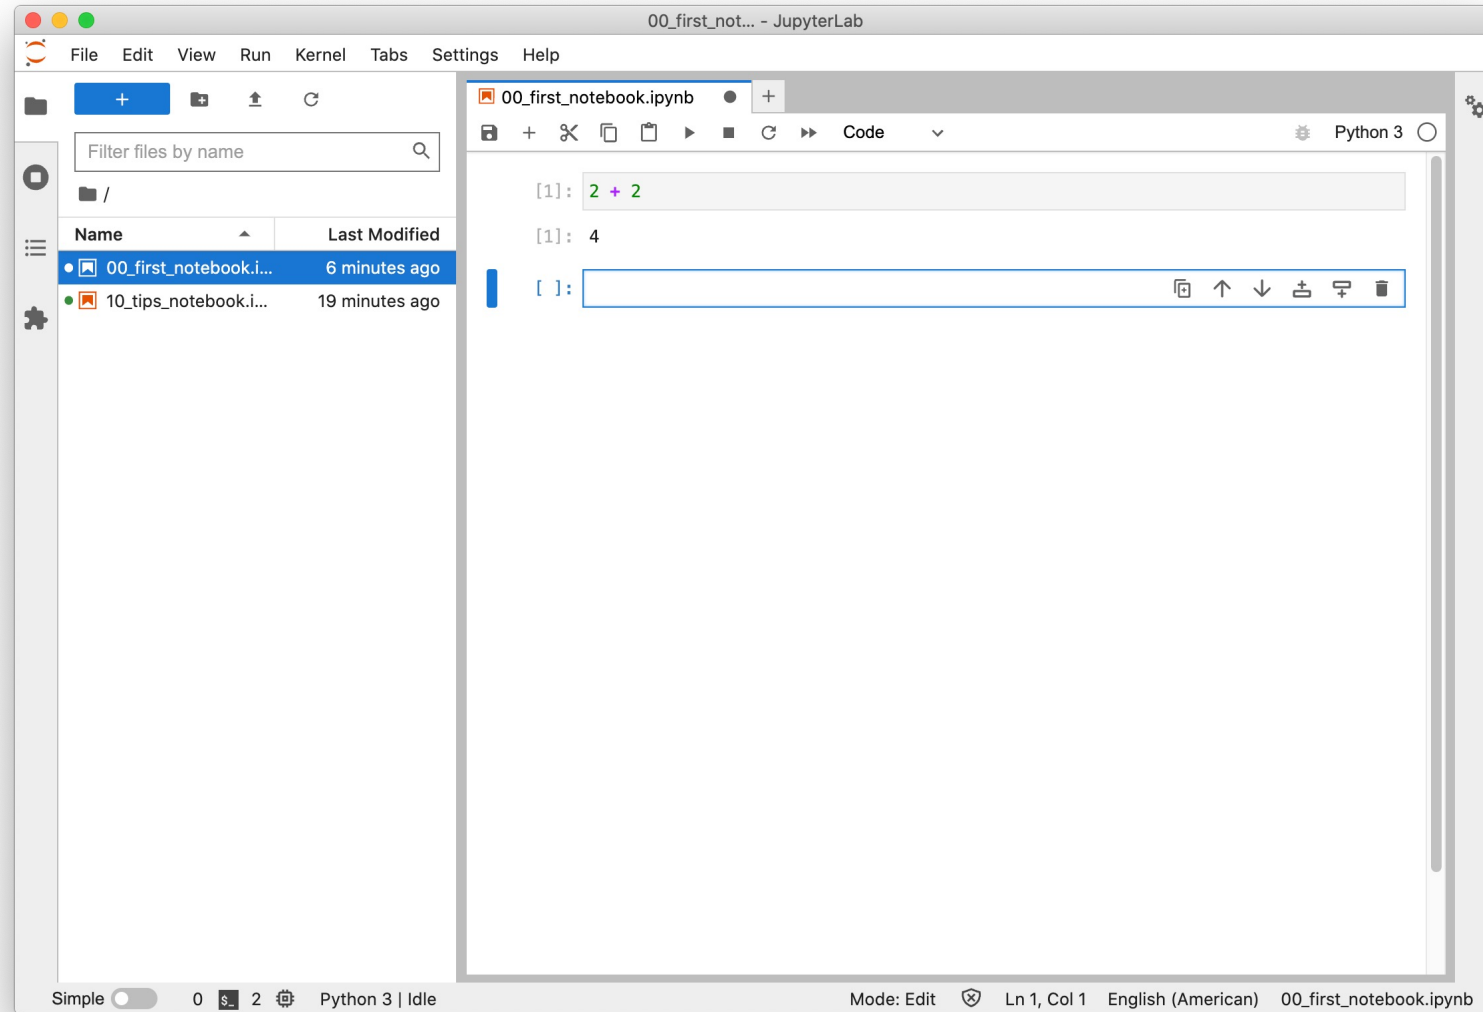 00_first_not... - JupyterLab
File Edit View Run Kernel Tabs Settings Help
+
Filter files by name
/
Name Last Modified
00_first_notebook.i... 6 minutes ago
10_tips_notebook.i... 19 minutes ago
00_first_notebook.ipynb
Code Python 3
[1]: 2 + 2
[1]: 4
[ ]:
Simple 0 $_ 2 Python 3 | Idle Mode: Edit Ln 1, Col 1 English (American) 00_first_notebook.ipynb